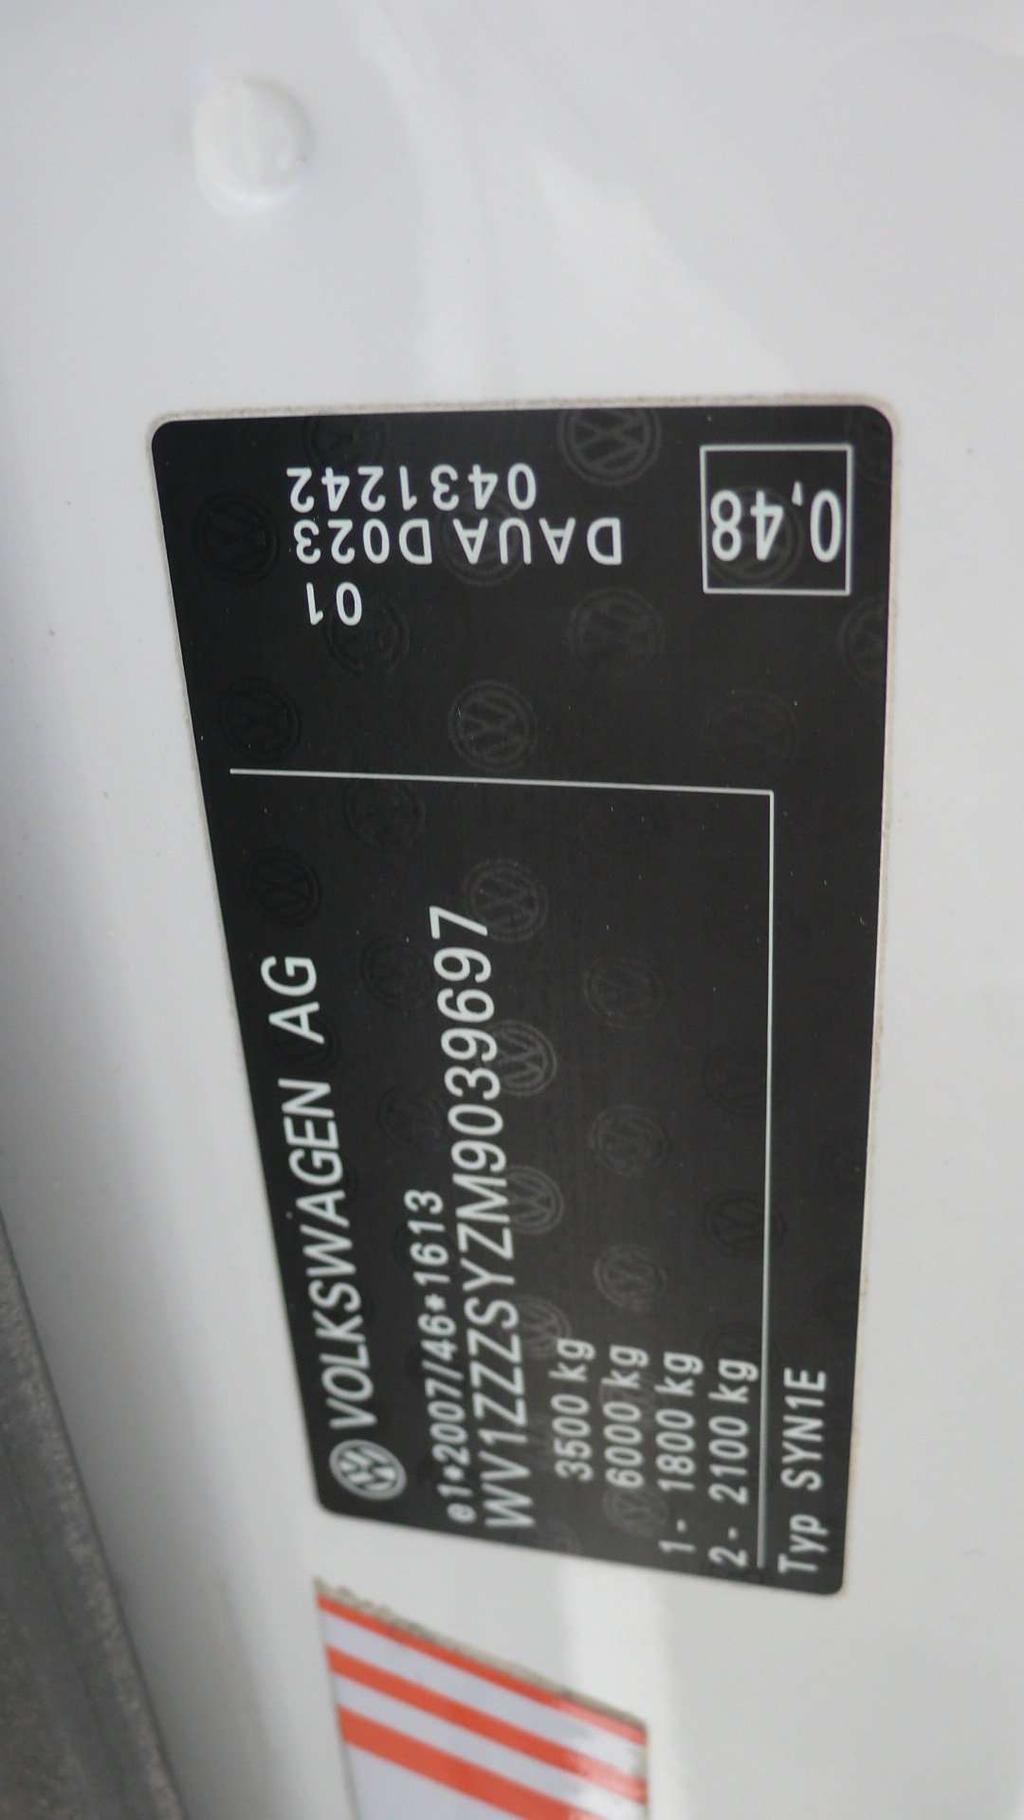 VOLKSWAGEN AG
e1*2007/46*1613
WV1ZZZSYZM9039697
3500 kg
6000 kg
1- 1800 kg
2- 2100 kg
Typ SYN1E
0431242
DAUA D023
01
0,48